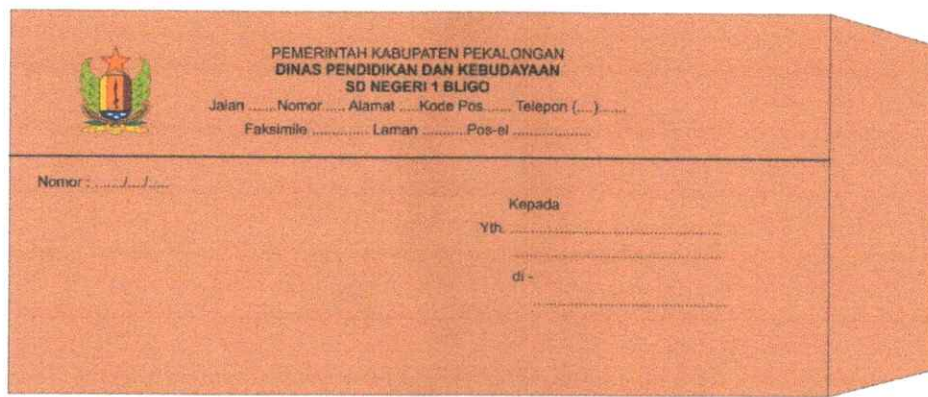 PEMERINTAH KABUPATEN PEKALONGAN
DINAS PENDIDIKAN DAN KEBUDAYAAN
SD NEGERI 1 BLIGO
Jalan ...... Nomor ..... Alamat .... Kode Pos....... Telepon (....).......
Faksimile .............. Laman ..........Pos-el ...................
Nomor : ......./...../......
Kepada
Yth. ......................................................
......................................................
di -
..................................................